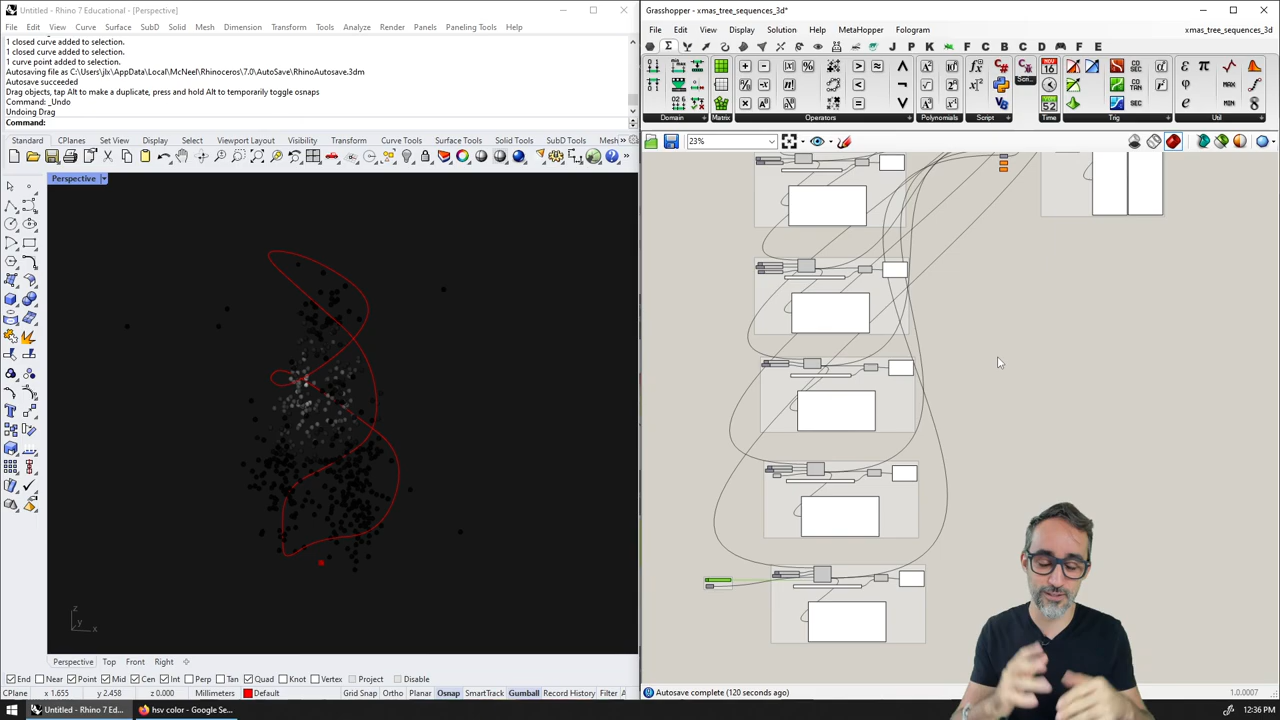 Untitled - Rhino 7 Educational - [Perspective]
File Edit View Curve Surface SubD Solid Mesh Dimension Transform Tools Analyze Render Panels Help
1 closed curve added to selection.
1 closed curve added to selection.
1 curve point added to selection.
Autosaving file as C:\Users\jlx\AppData\Local\McNeel\Rhinoceros\7.0\AutoSave\RhinoAutosave.3dm
Autosave succeeded
Drag objects, tap Alt to make a duplicate, press and hold Alt to temporarily toggle osnaps
Command: _Undo
Undoing Drag
Command:
Standard CPlanes Set View Display Select Viewport Layout Visibility Transform Curve Tools Surface Tools Solid Tools SubD Tools Mesh
Perspective
z
y
x
Perspective Top Front Right
End Near Point Mid Cen Int Perp Tan Quad Knot Vertex Project Disable
CPlane x 1.655 y 2.458 z 0.000 Millimeters Default Grid Snap Ortho Planar Osnap SmartTrack Gumball Record History Filter
Untitled - Rhino 7 Ed... hsv color - Google Se...
Grasshopper - xmas_tree_sequences_3d*
File Edit View Display Solution Help MetaHopper Pancake Fologram xmas_tree_sequences_3d
J P K F C B C D F E
Domain Matrix Operators Polynomials Script Time Trig Util
23%
Autosave complete (120 seconds ago) 1.0.0007
12:36 PM